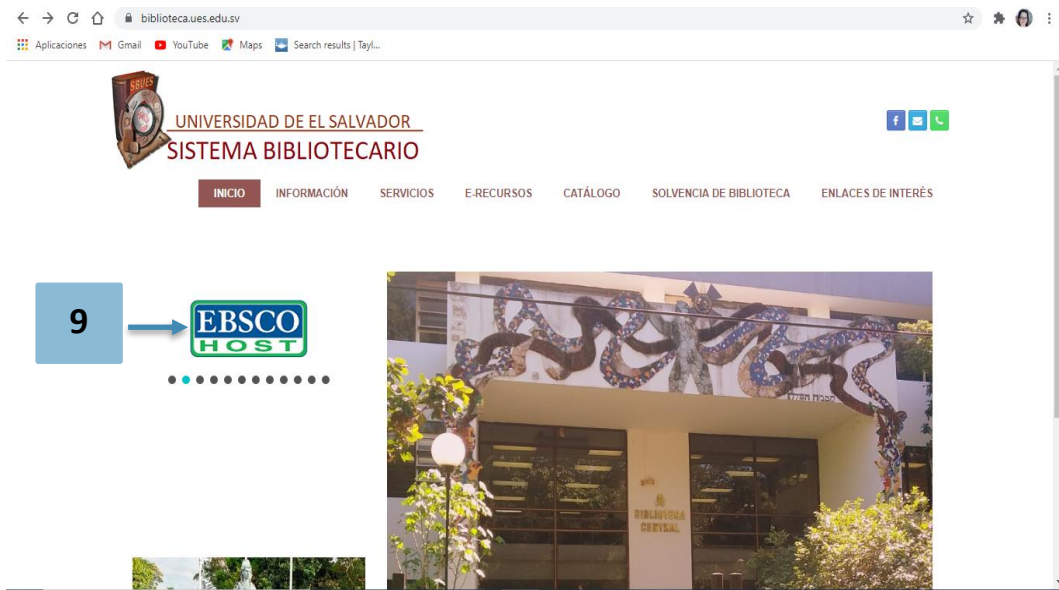 biblioteca.ues.edu.sv
Aplicaciones Gmail YouTube Maps Search results | Tayl...
SBUES
UNIVERSIDAD DE EL SALVADOR
SISTEMA BIBLIOTECARIO
INICIO INFORMACIÓN SERVICIOS E-RECURSOS CATÁLOGO SOLVENCIA DE BIBLIOTECA ENLACES DE INTERÉS
9
EBSCO
HOST
BIBLIOTECA
CENTRAL